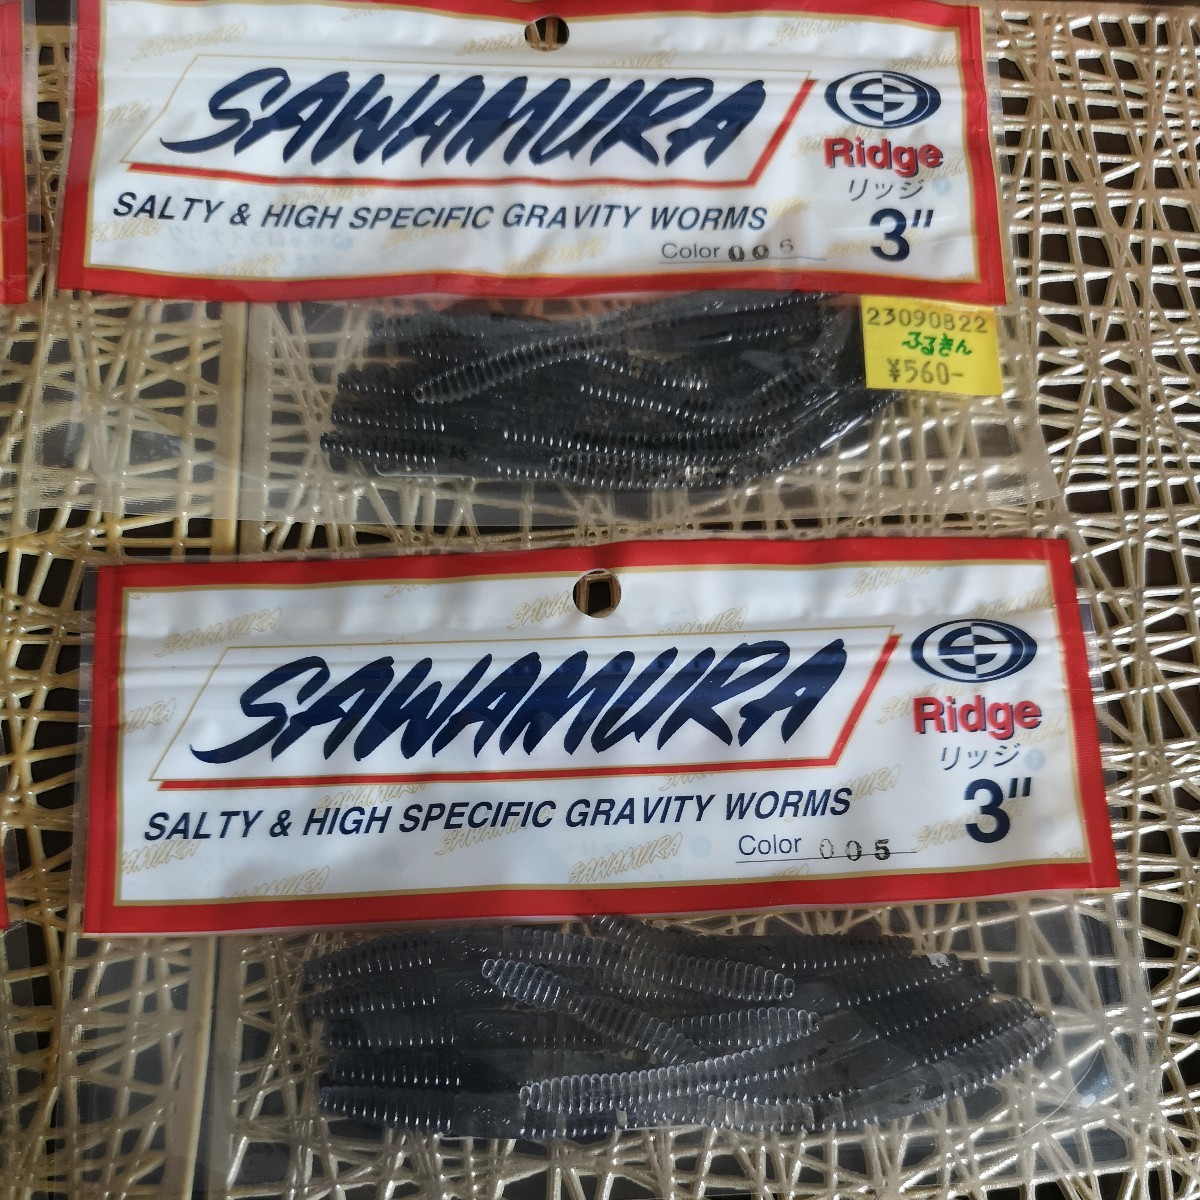 SAWAMURA
Ridge
リッジ
3"
SALTY & HIGH SPECIFIC GRAVITY WORMS
Color 006
23090822
ふるきん
¥560-
SAWAMURA
Ridge
リッジ
3"
SALTY & HIGH SPECIFIC GRAVITY WORMS
Color 005